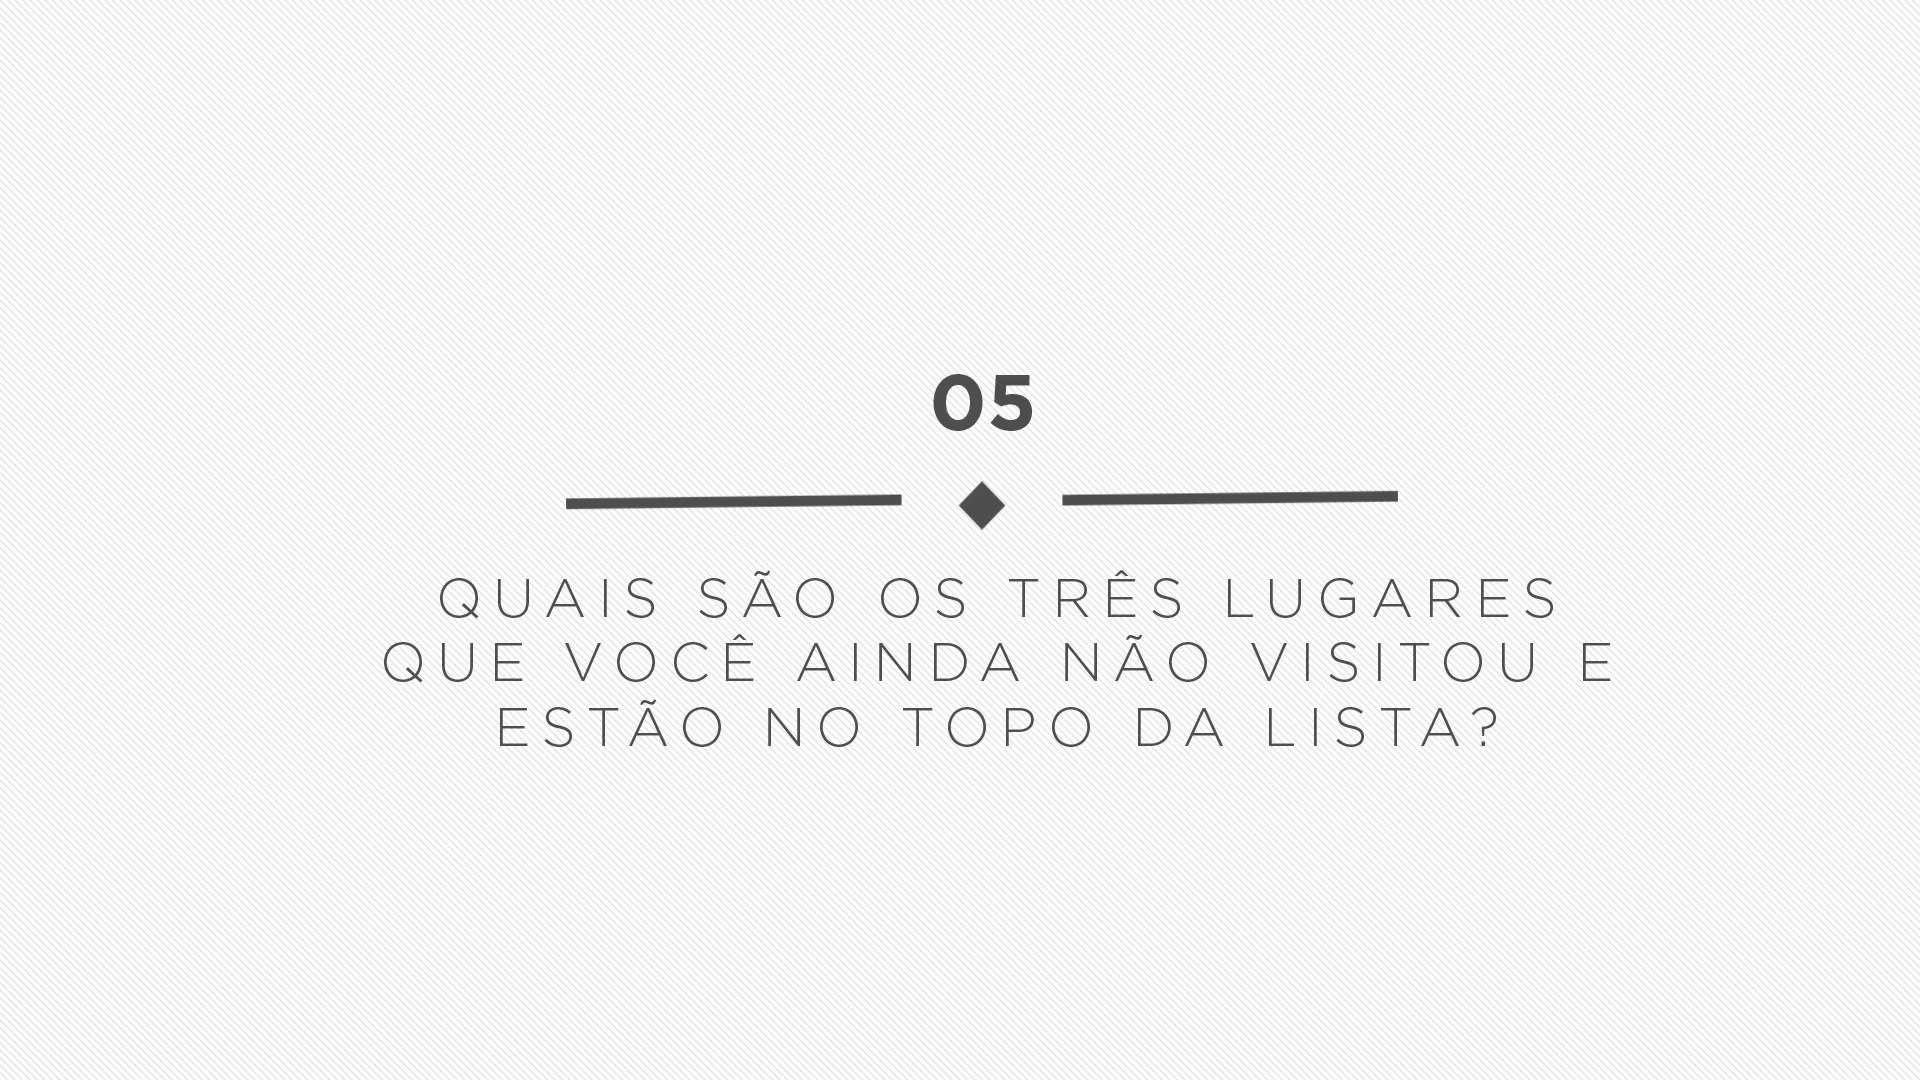 05
QUAIS SÃO OS TRÊS LUGARES
QUE VOCÊ AINDA NÃO VISITOU E
ESTÃO NO TOPO DA LISTA?